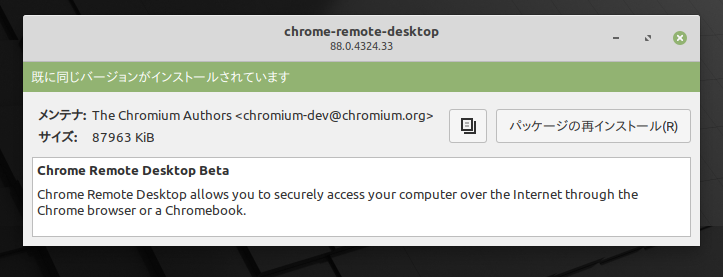 chrome-remote-desktop
88.0.4324.33
既に同じバージョンがインストールされています
メンテナ: The Chromium Authors <chromium-dev@chromium.org>
サイズ: 87963 KiB
パッケージの再インストール(R)
Chrome Remote Desktop Beta
Chrome Remote Desktop allows you to securely access your computer over the Internet through the
Chrome browser or a Chromebook.